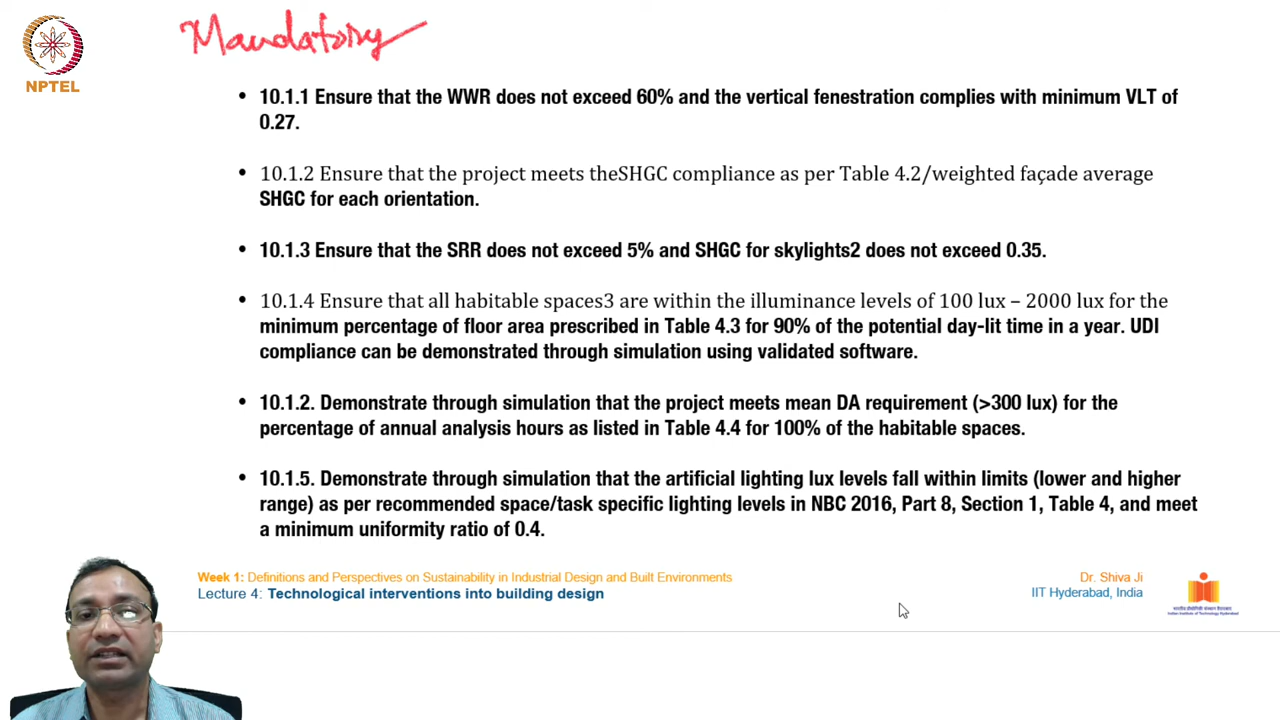 Mandatory
NPTEL
• 10.1.1 Ensure that the WWR does not exceed 60% and the vertical fenestration complies with minimum VLT of
0.27.
• 10.1.2 Ensure that the project meets theSHGC compliance as per Table 4.2/weighted façade average
SHGC for each orientation.
• 10.1.3 Ensure that the SRR does not exceed 5% and SHGC for skylights2 does not exceed 0.35.
• 10.1.4 Ensure that all habitable spaces3 are within the illuminance levels of 100 lux – 2000 lux for the
minimum percentage of floor area prescribed in Table 4.3 for 90% of the potential day-lit time in a year. UDI
compliance can be demonstrated through simulation using validated software.
• 10.1.2. Demonstrate through simulation that the project meets mean DA requirement (>300 lux) for the
percentage of annual analysis hours as listed in Table 4.4 for 100% of the habitable spaces.
• 10.1.5. Demonstrate through simulation that the artificial lighting lux levels fall within limits (lower and higher
range) as per recommended space/task specific lighting levels in NBC 2016, Part 8, Section 1, Table 4, and meet
a minimum uniformity ratio of 0.4.
Week 1: Definitions and Perspectives on Sustainability in Industrial Design and Built Environments
Lecture 4: Technological interventions into building design
Dr. Shiva Ji
IIT Hyderabad, India
Indian Institute of Technology Hyderabad